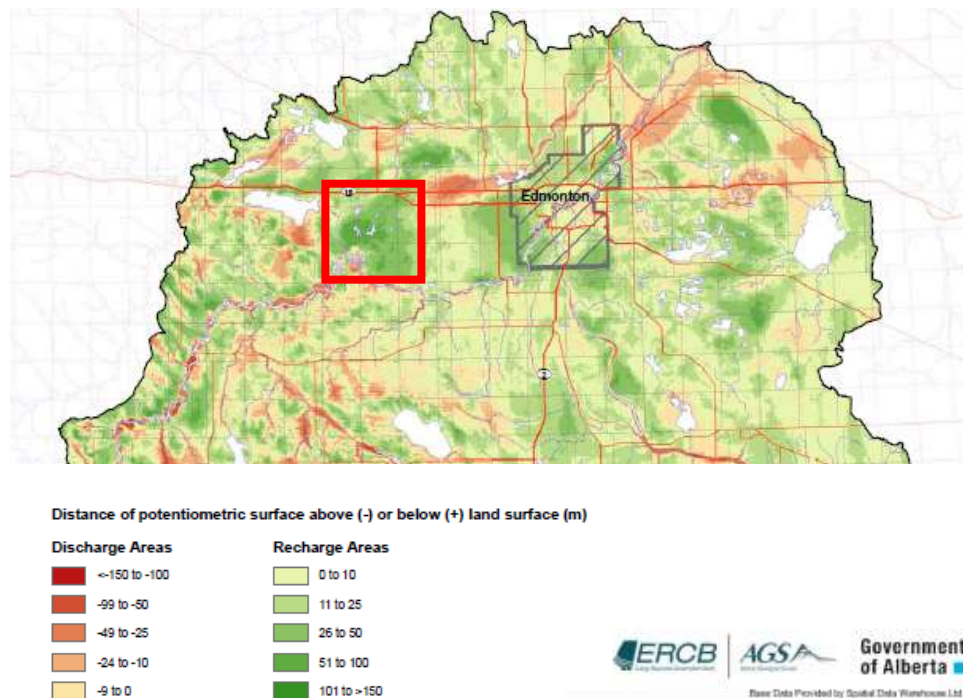 Edmonton
2
Distance of potentiometric surface above (-) or below (+) land surface (m)
Discharge Areas
<-150 to -100
-99 to -50
-49 to -25
-24 to -10
-9 to 0
Recharge Areas
0 to 10
11 to 25
26 to 50
51 to 100
101 to >150
ERCB
AGS
Government
of Alberta
Base Data Provided by Spatial Data Warehouse Ltd